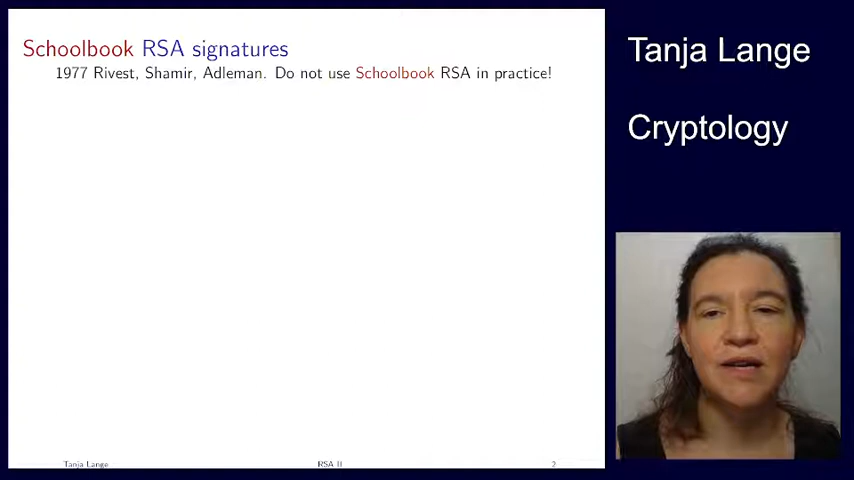 Schoolbook RSA signatures
1977 Rivest, Shamir, Adleman. Do not use Schoolbook RSA in practice!
Tanja Lange
Cryptology
Tanja Lange RSA II 2